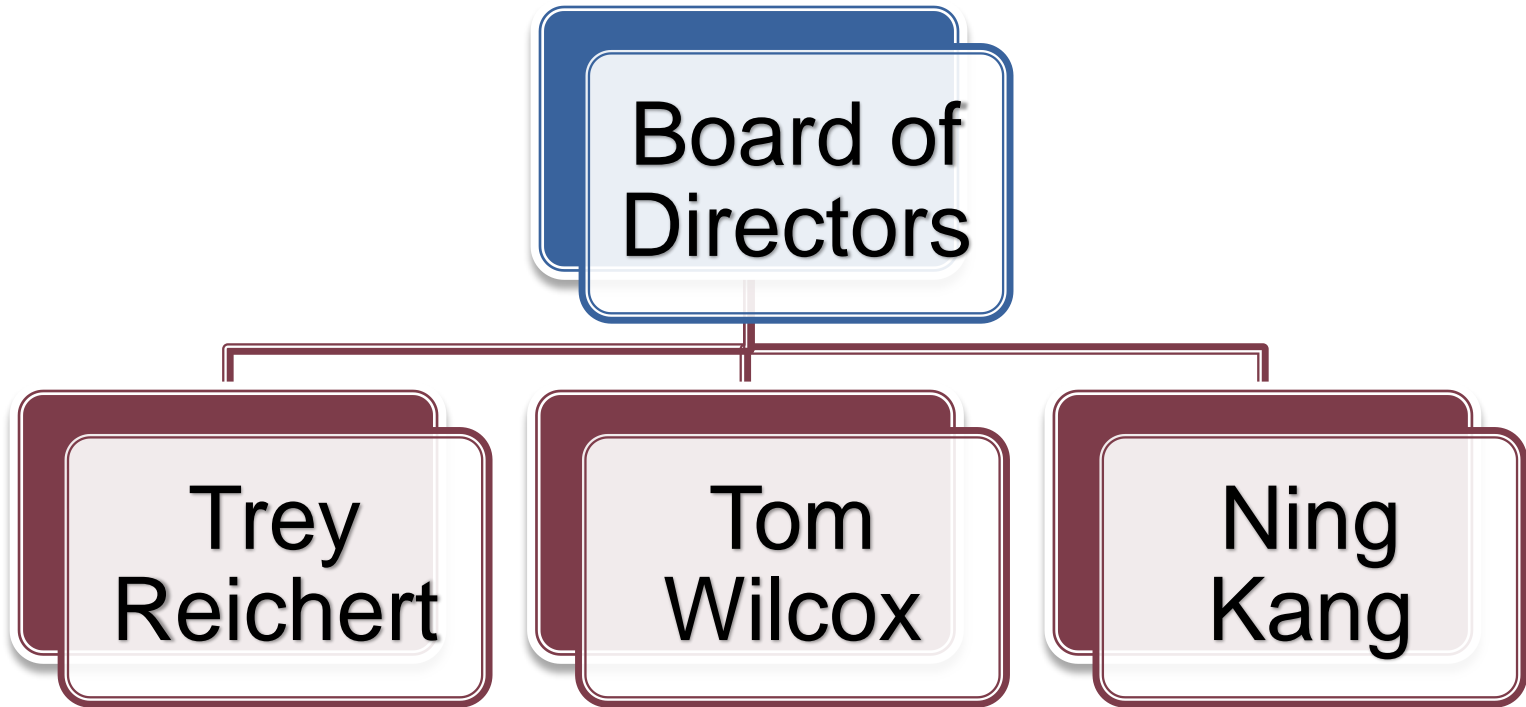 Board of
Directors
Trey
Reichert
Tom
Wilcox
Ning
Kang